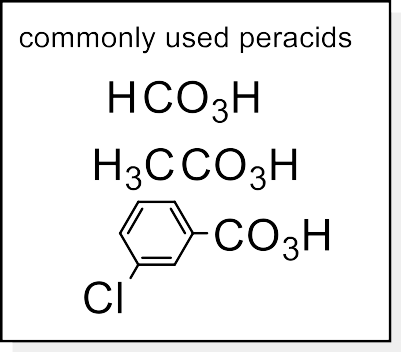 commonly used peracids
HCO₃H
H₃CCO₃H
CO₃H
Cl